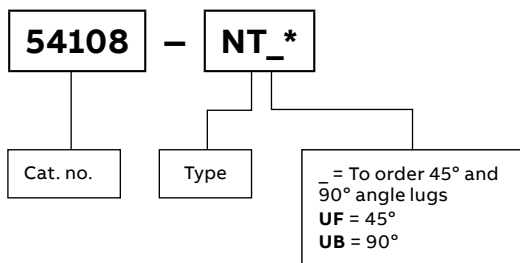 54108 – NT_*
Cat. no.
Type
_ = To order 45° and
90° angle lugs
UF = 45°
UB = 90°